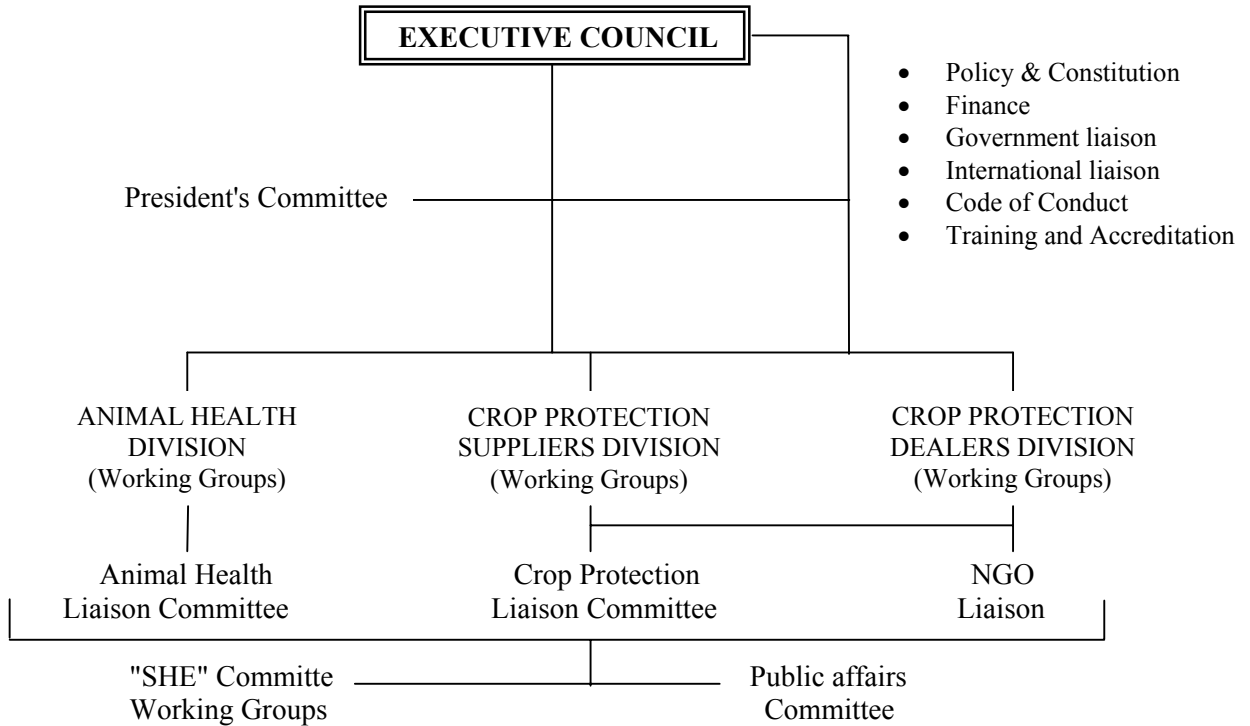 EXECUTIVE COUNCIL
• Policy & Constitution
• Finance
• Government liaison
• International liaison
• Code of Conduct
• Training and Accreditation
President's Committee
ANIMAL HEALTH
DIVISION
(Working Groups)
CROP PROTECTION
SUPPLIERS DIVISION
(Working Groups)
CROP PROTECTION
DEALERS DIVISION
(Working Groups)
Animal Health
Liaison Committee
Crop Protection
Liaison Committee
NGO
Liaison
"SHE" Committe
Working Groups
Public affairs
Committee